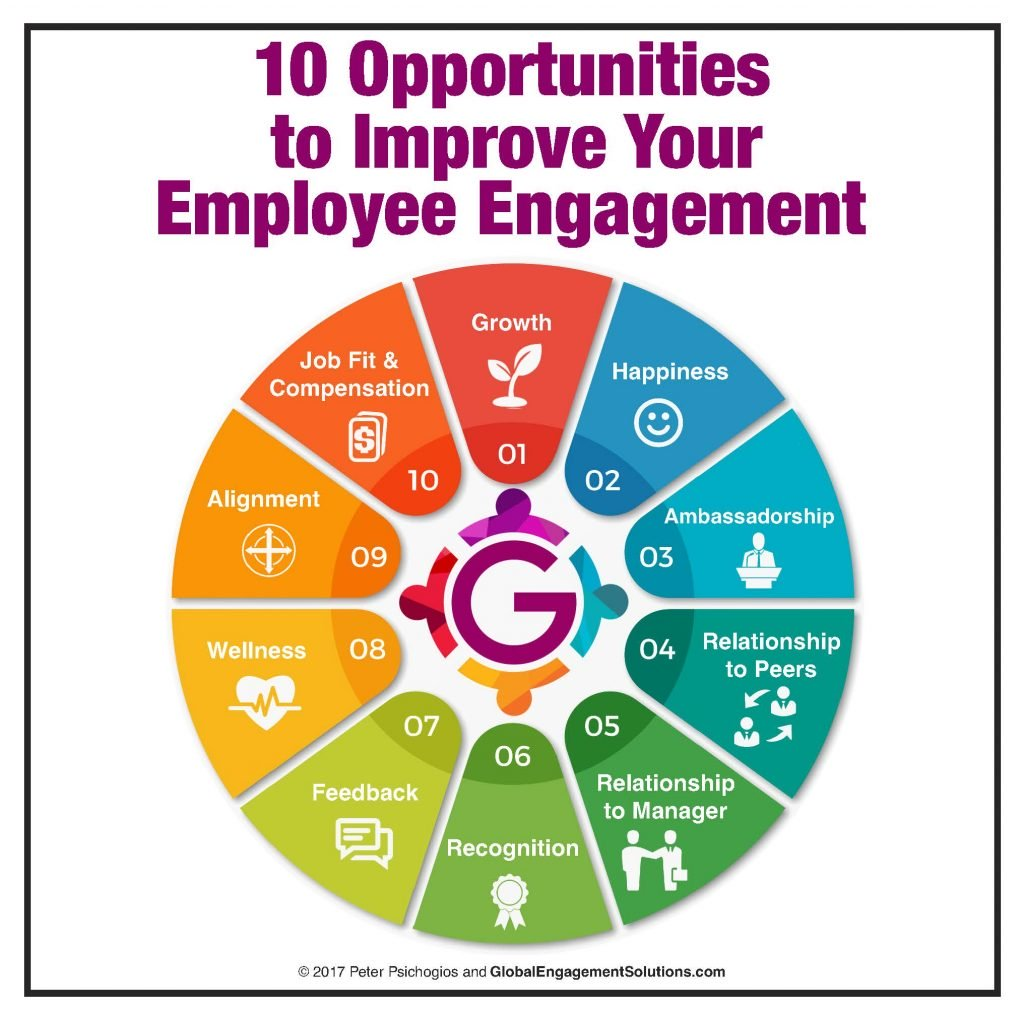 10 Opportunities
to Improve Your
Employee Engagement
Growth
01
Happiness
02
Ambassadorship
03
Relationship
to Peers
04
Relationship
to Manager
05
Recognition
06
Feedback
07
Wellness
08
Alignment
09
Job Fit &
Compensation
$
10
G
© 2017 Peter Psichogios and GlobalEngagementSolutions.com